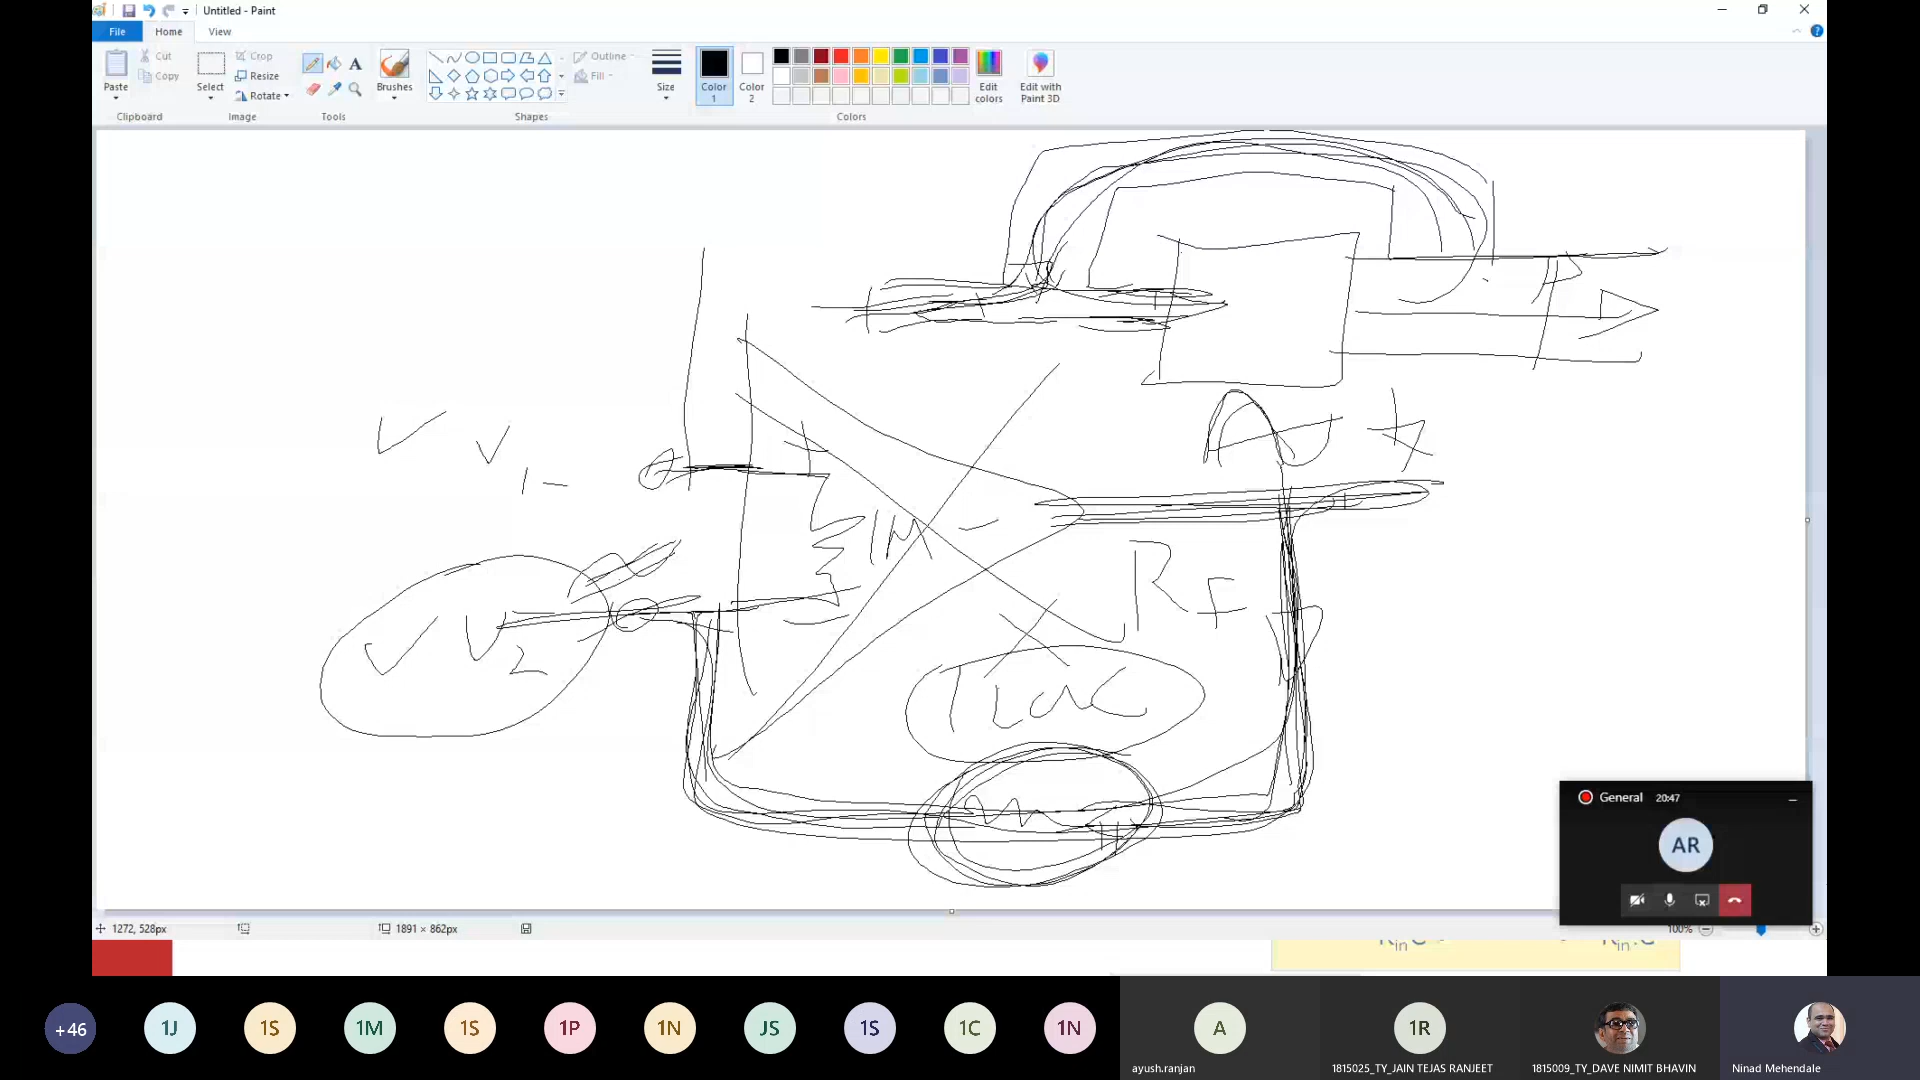 Untitled - Paint
File Home View
Paste
Cut
Copy
Clipboard
Select
Crop
Resize
Rotate
Image
Tools
Brushes
Shapes
Outline
Fill
Size
Color 1
Color 2
Edit colors
Edit with Paint 3D
Colors
V1 -
1M -
RF
V2
General 20:47
AR
1272, 528px
1891 × 862px
100%
+46
1J
1S
1M
1S
1P
1N
JS
1S
1C
1N
A
1R
ayush.ranjan
1815025_TY_JAIN TEJAS RANJEET
1815009_TY_DAVE NIMIT BHAVIN
Ninad Mehendale